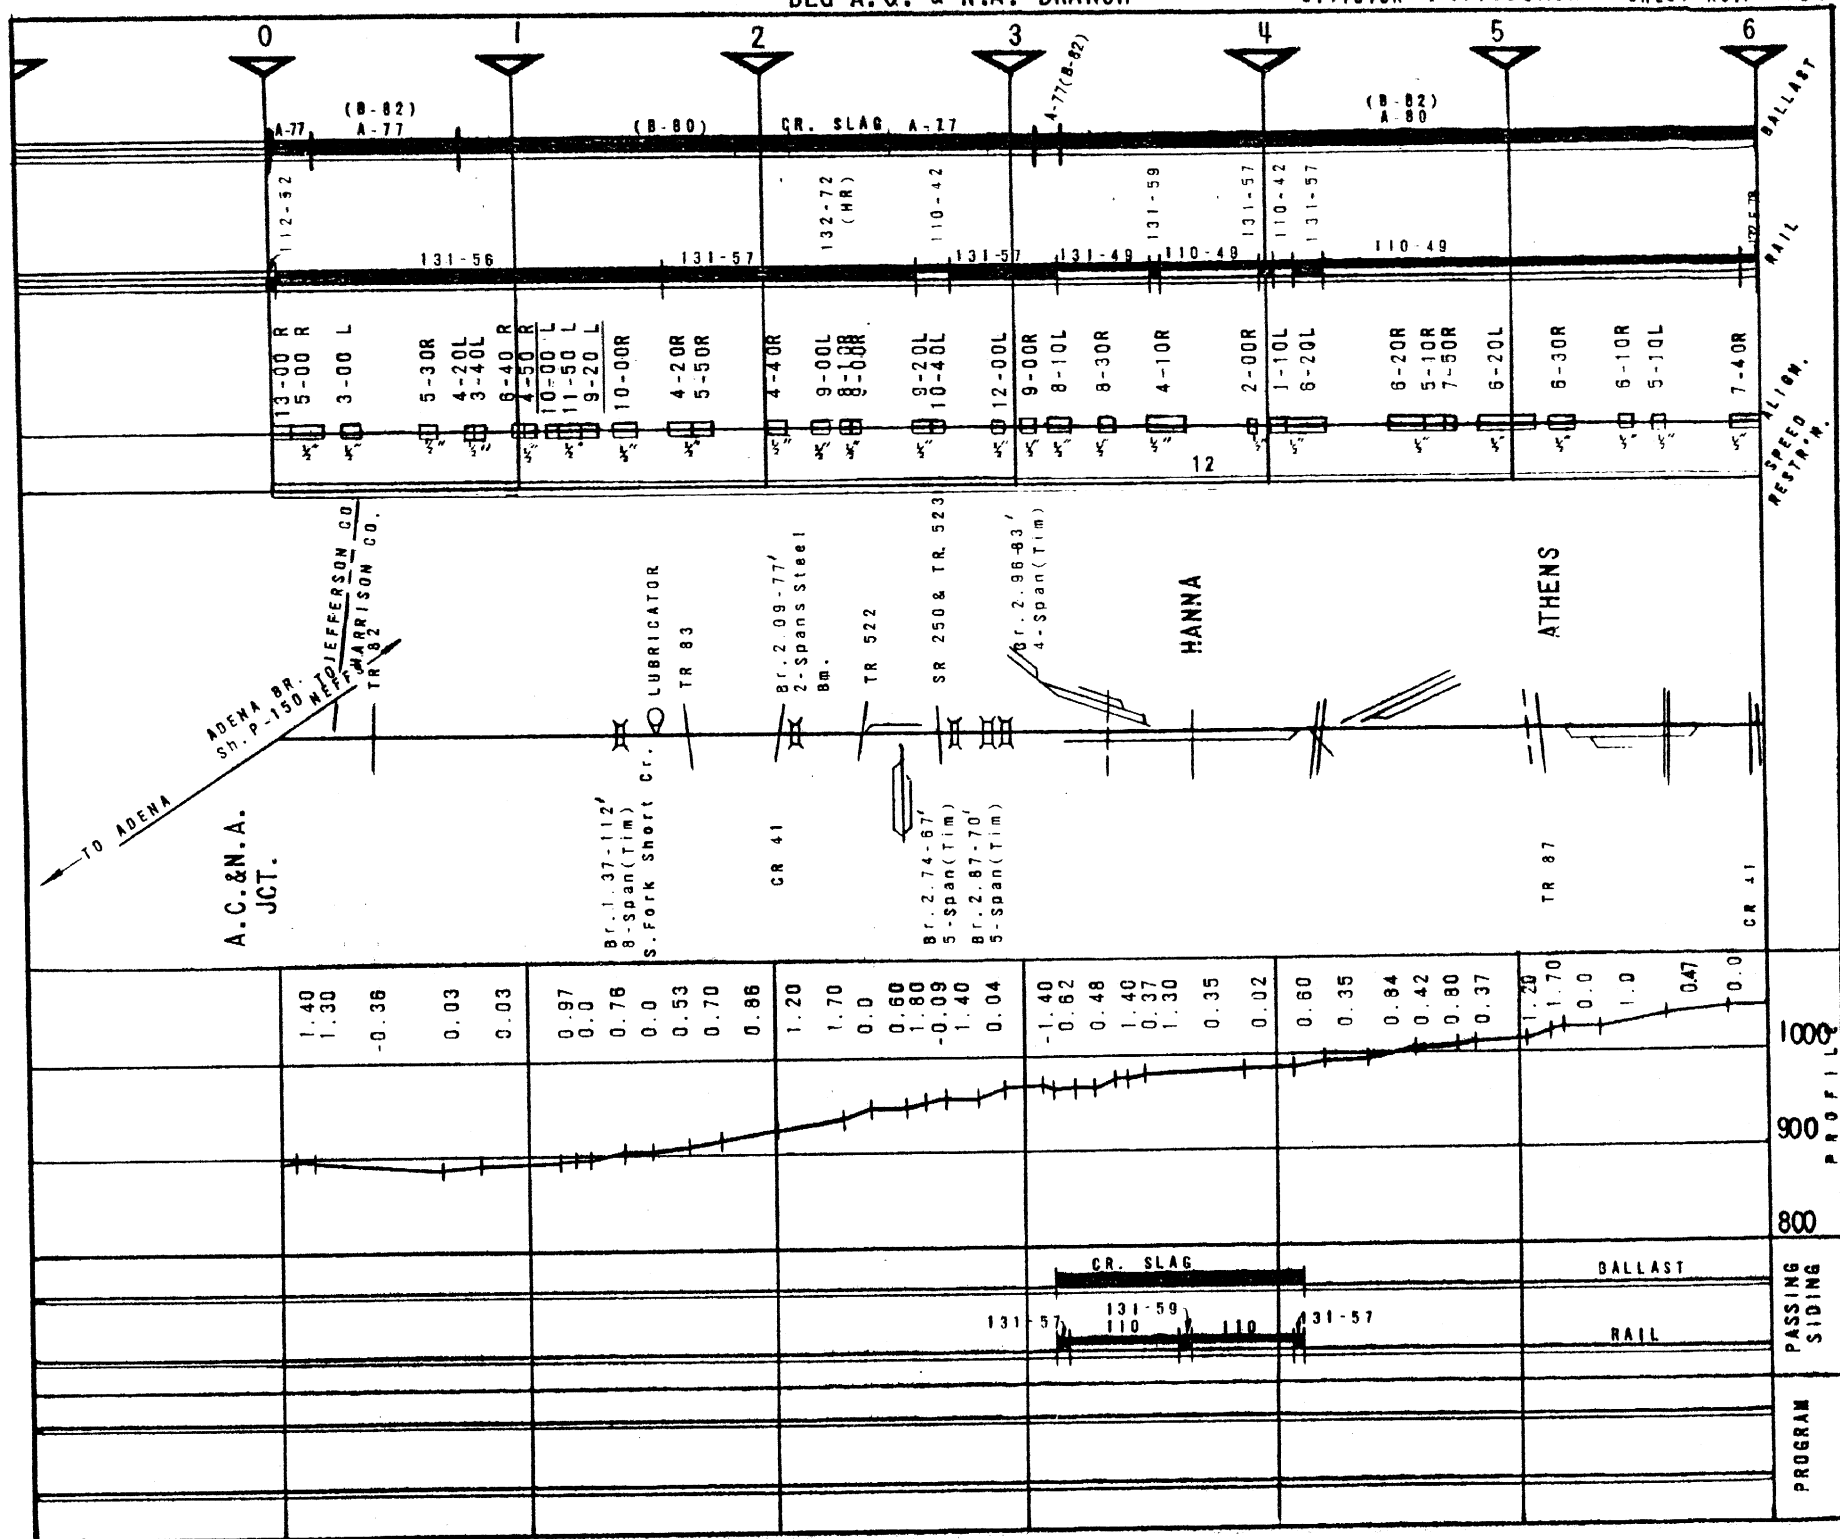 0 1 2 3 4 5 6
(B-82)
A-77
A-77
(B-80)
CR. SLAG A-77
A-77(B-82)
(B-82)
A-80
BALLAST
131-56
131-57
132-72
(HR)
110-42
131-57
131-49
131-59
110-49
131-57
110-42
131-57
110-49
RAIL
13-00 R
5-00 R
3-00 L
5-30R
4-20L
3-40L
6-40 R
4-50 R
10-00 L
11-50 L
9-20 L
10-00R
4-20R
5-50R
4-40R
9-00L
8-10R
9-20L
10-40L
12-00L
9-00R
8-10L
8-30R
4-10R
2-00R
1-10L
6-20L
6-20R
5-10R
7-50R
6-20L
6-30R
6-10R
5-10L
7-40R
ALIGN.
12
SPEED
RESTR'N.
JEFFERSON CO
HARRISON CO.
TR 82
ADENA BR. TO NEFFS
Sh. P-150
TO ADENA
A.C.&N.A.
JCT.
Br.1.37-112'
8-Span(Tim)
S.Fork Short Cr.
LUBRICATOR
TR 83
CR 41
Br.2.09-77'
2-Spans Steel
Bm.
TR 522
SR 250& TR 523
Br.2.74-67'
5-Span(Tim)
Br.2.87-70'
5-Span(Tim)
Br.2.96-83'
4-Span(Tim)
HANNA
ATHENS
TR 87
CR 41
1.40
1.30
-0.36
0.03
0.03
0.97
0.0
0.76
0.0
0.53
0.70
0.86
1.20
1.70
0.0
0.60
1.80
-0.09
1.40
0.04
-1.40
-0.62
0.48
1.40
0.37
1.30
0.35
0.02
0.60
0.35
0.84
0.42
0.80
0.37
1.20
1.70
0.0
1.0
0.47
0.0
1000
900
800
PROFILE
CR. SLAG
BALLAST
131-57
110
131-59
110
131-57
RAIL
PASSING
SIDING
PROGRAM